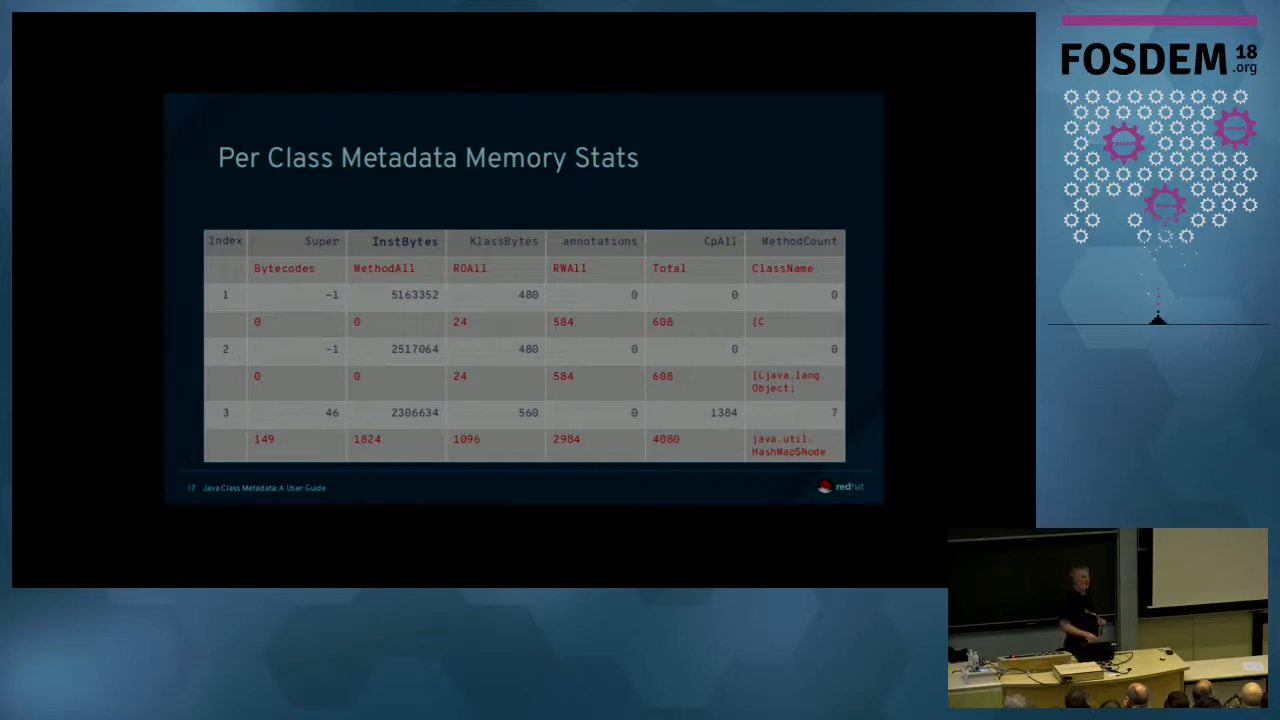 FOSDEM 18
.org
Per Class Metadata Memory Stats
Index Super InstBytes KlassBytes annotations CpAll MethodCount
Bytecodes MethodAll ROAll RWAll Total ClassName
1 -1 5163352 480 0 0 0
0 0 24 584 608 [C
2 -1 2517064 480 0 0 0
0 0 24 584 608 [Ljava.lang.
Object;
3 46 2306634 560 0 1384 7
149 1824 1096 2984 4080 java.util.
HashMap$Node
17 Java Class Metadata: A User Guide
redhat